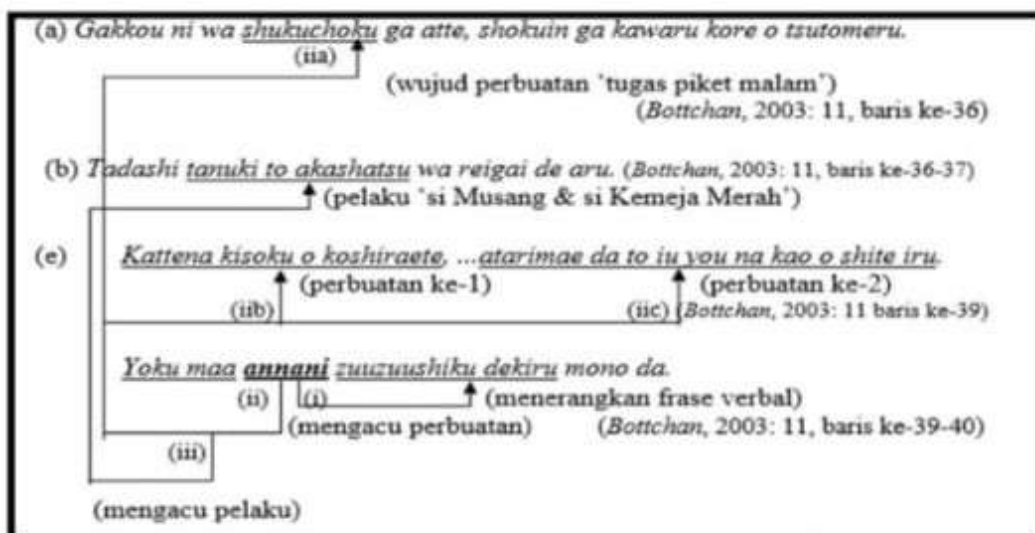 (a) Gakkou ni wa shukuchoku ga atte, shokuin ga kawaru kore o tsutomeru.
(iia)
(wujud perbuatan 'tugas piket malam')
(Bottchan, 2003: 11, baris ke-36)
(b) Tadashi tanuki to akashatsu wa reigai de aru. (Bottchan, 2003: 11, baris ke-36-37)
(pelaku 'si Musang & si Kemeja Merah')
(e) Kattena kisoku o koshiraete, ...atarimae da to iu you na kao o shite iru.
(perbuatan ke-1) (perbuatan ke-2)
(iib) (iic) (Bottchan, 2003: 11 baris ke-39)
Yoku maa annani zuuzuushiku dekiru mono da.
(ii) (i) (menerangkan frase verbal)
(mengacu perbuatan) (Bottchan, 2003: 11, baris ke-39-40)
(iii)
(mengacu pelaku)